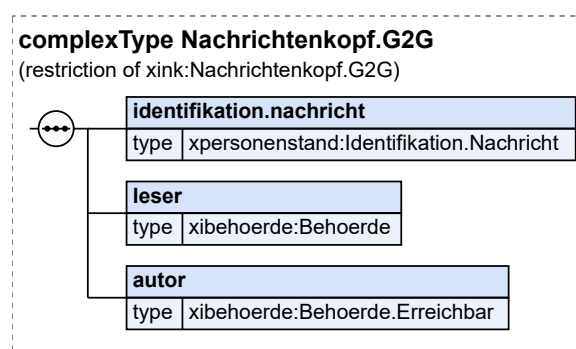 complexType Nachrichtenkopf.G2G
(restriction of xink:Nachrichtenkopf.G2G)
identifikation.nachricht
type xpersonenstand:Identifikation.Nachricht
leser
type xibehoerde:Behoerde
autor
type xibehoerde:Behoerde.Erreichbar